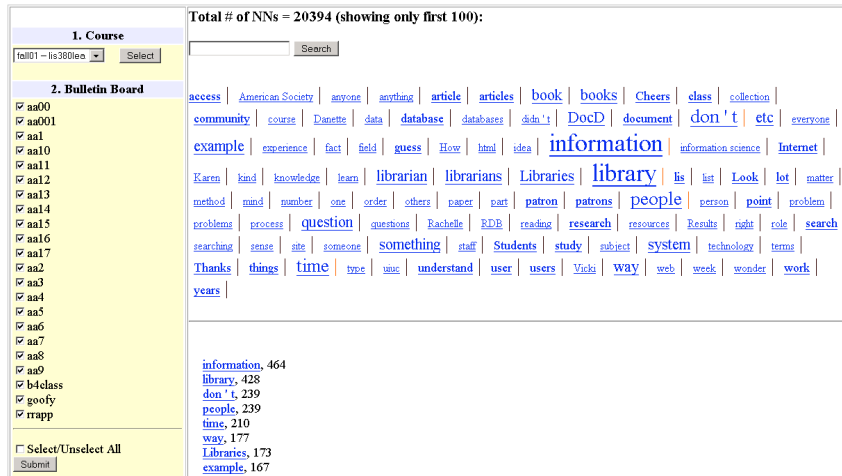 Total # of NNs = 20394 (showing only first 100):
1. Course
fall01 – lis380lea
Select
2. Bulletin Board
aa00
aa001
aa1
aa10
aa11
aa12
aa13
aa14
aa15
aa16
aa17
aa2
aa3
aa4
aa5
aa6
aa7
aa8
aa9
b4class
goofy
rrapp
Select/Unselect All
Submit
Search
access | American Society | anyone | anything | article | articles | book | books | Cheers | class | collection |
community | course | Danette | data | database | databases | didn ' t | DocD | document | don ' t | etc | everyone |
example | experience | fact | field | guess | How | html | idea | information | information science | Internet |
Karen | kind | knowledge | learn | librarian | librarians | Libraries | library | lis | list | Look | lot | matter |
method | mind | number | one | order | others | paper | part | patron | patrons | people | person | point | problem |
problems | process | question | questions | Rachelle | RDB | reading | research | resources | Results | right | role | search |
searching | sense | site | someone | something | staff | Students | study | subject | system | technology | terms |
Thanks | things | time | type | uiuc | understand | user | users | Vicki | way | web | week | wonder | work |
years |
information, 464
library, 428
don ' t, 239
people, 239
time, 210
way, 177
Libraries, 173
example, 167